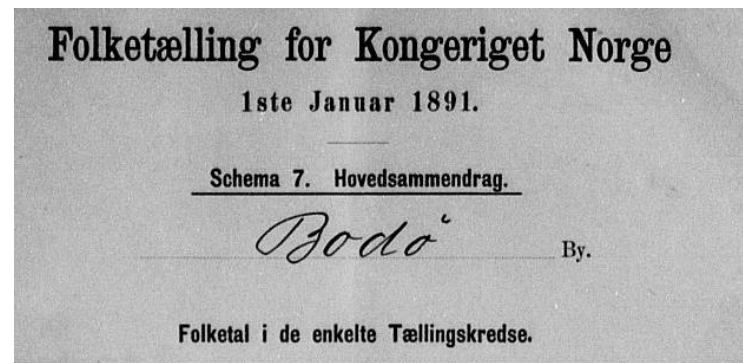 Folketælling for Kongeriget Norge
1ste Januar 1891.
Schema 7. Hovedsammendrag.
Bodö By.
Folketal i de enkelte Tællingskredse.